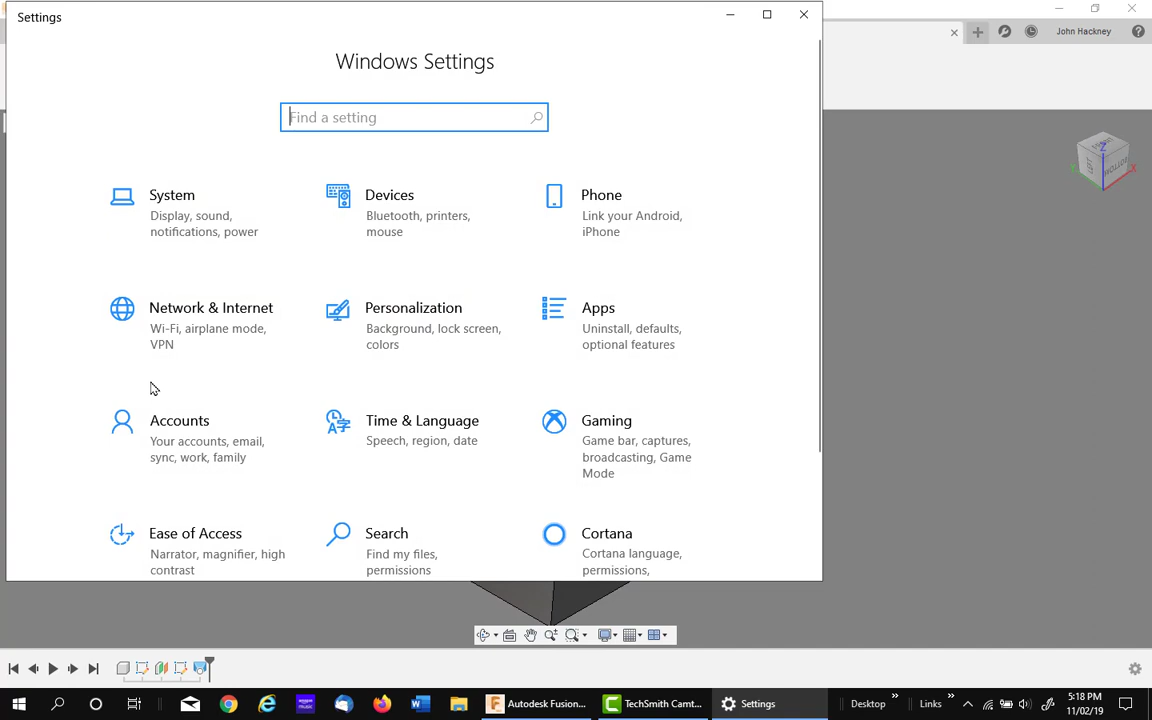 Settings
John Hackney
Windows Settings
Find a setting
System
Display, sound,
notifications, power
Devices
Bluetooth, printers,
mouse
Phone
Link your Android,
iPhone
Network & Internet
Wi-Fi, airplane mode,
VPN
Personalization
Background, lock screen,
colors
Apps
Uninstall, defaults,
optional features
Accounts
Your accounts, email,
sync, work, family
Time & Language
Speech, region, date
Gaming
Game bar, captures,
broadcasting, Game
Mode
Ease of Access
Narrator, magnifier, high
contrast
Search
Find my files,
permissions
Cortana
Cortana language,
permissions,
Z
Y
X
BOTTOM
Autodesk Fusion...
TechSmith Camt...
Settings
Desktop
Links
5:18 PM
11/02/19